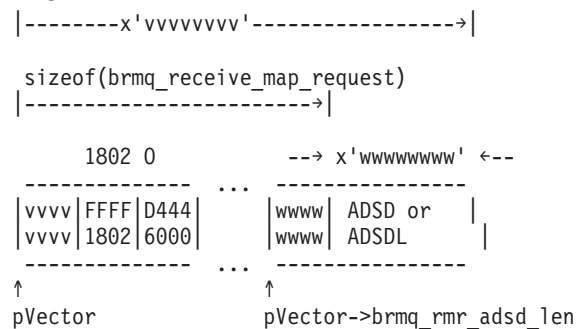 |--------x'vvvvvvvv'-----------------→|
sizeof(brmq_receive_map_request)
|------------------------→|
1802 O          --→ x'wwwwwwww' ←--
--------------  ...  ----------------
|vvvv|FFFF|D444|     |wwww| ADSD or   |
|vvvv|1802|6000|     |wwww| ADSDL      |
--------------  ...  ----------------
↑                    ↑
pVector              pVector->brmq_rmr_adsd_len